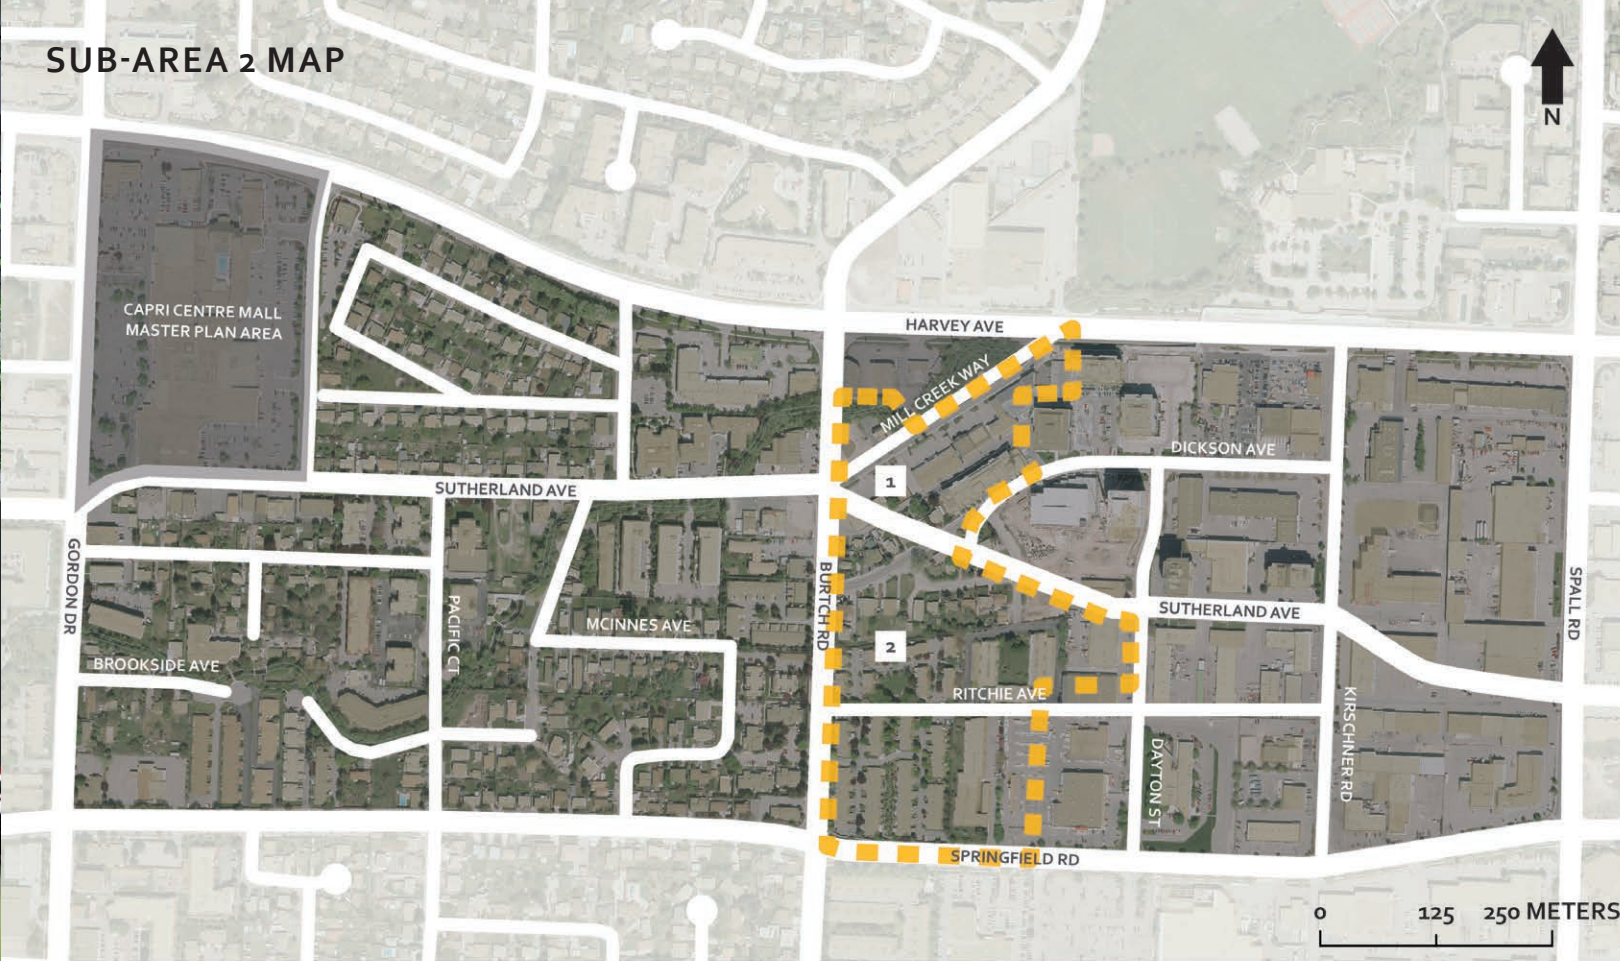 SUB-AREA 2 MAP
N
CAPRI CENTRE MALL
MASTER PLAN AREA
HARVEY AVE
MILL CREEK WAY
DICKSON AVE
1
SUTHERLAND AVE
GORDON DR
PACIFIC CT
MCINNES AVE
BURTCH RD
SUTHERLAND AVE
SPALL RD
2
BROOKSIDE AVE
RITCHIE AVE
KIRSCHNER RD
DAYTON ST
SPRINGFIELD RD
0 125 250 METERS